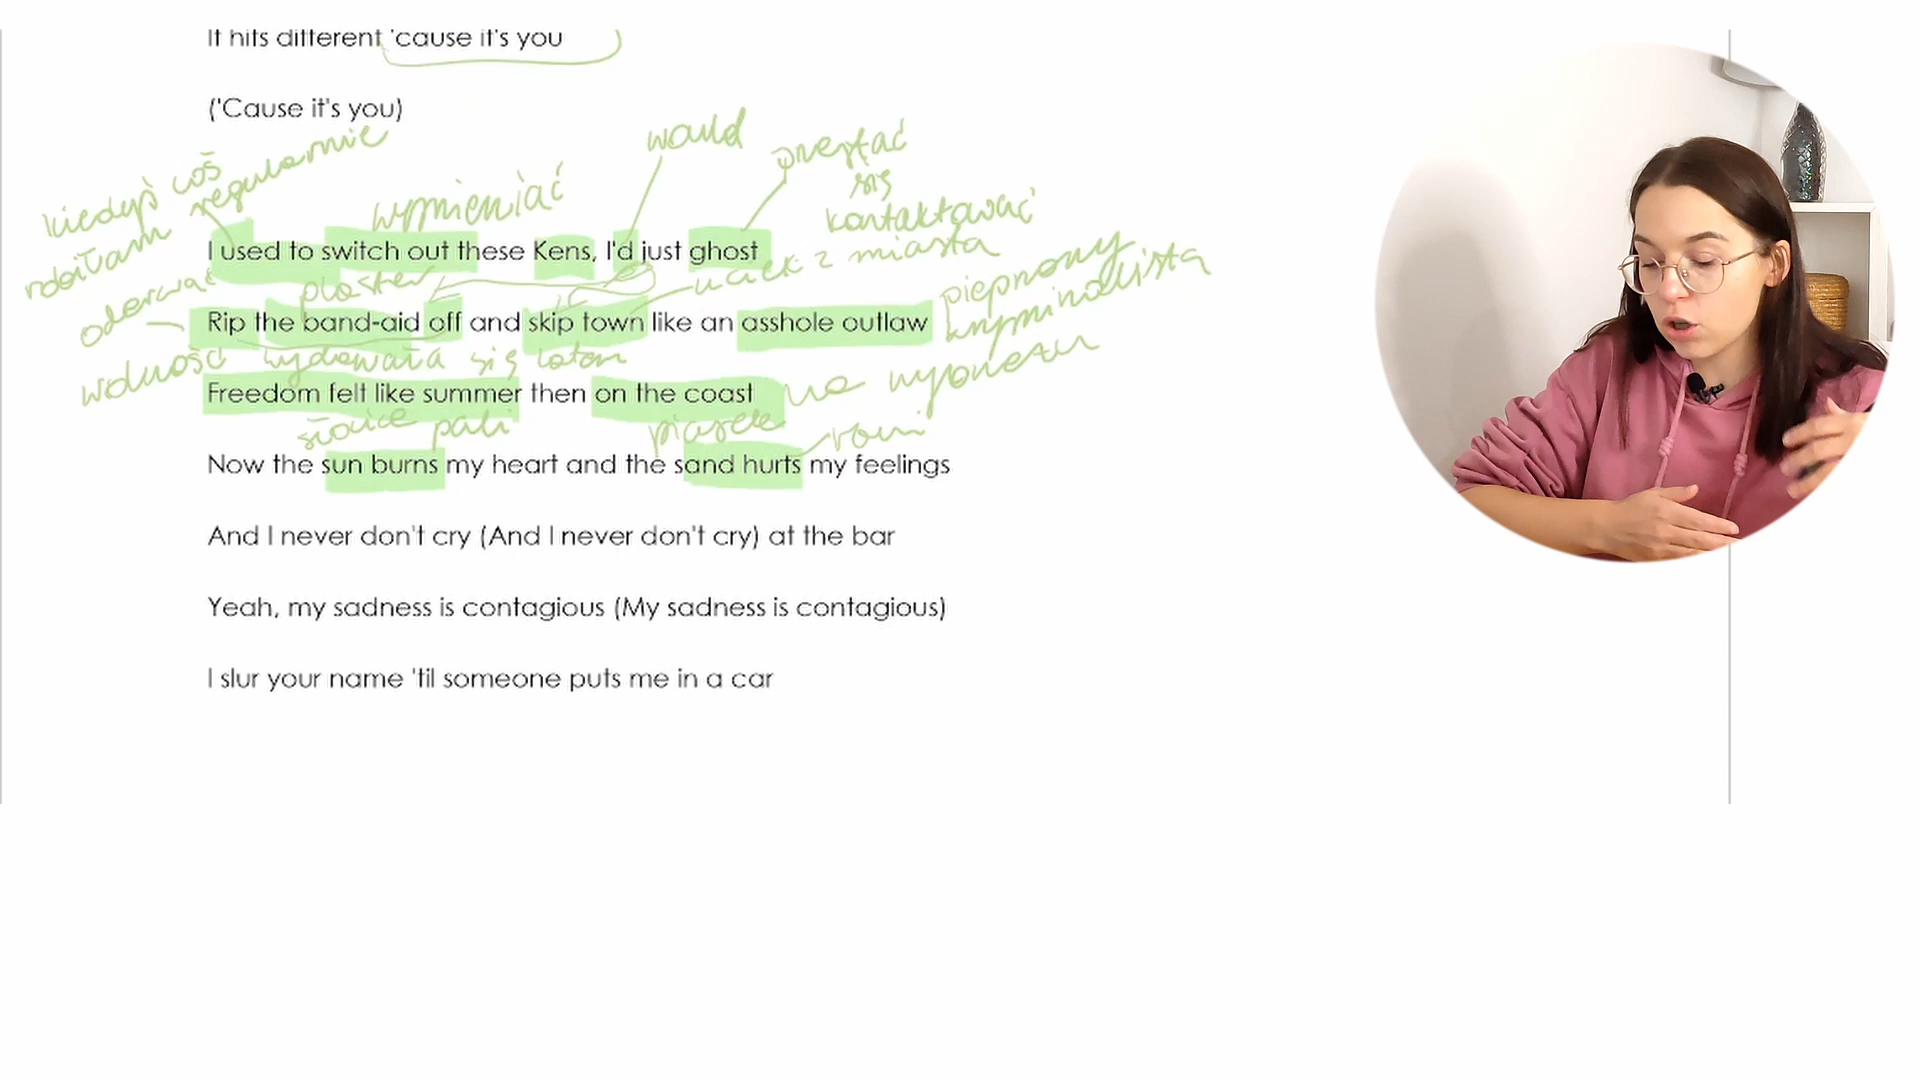 It hits different 'cause it's you
('Cause it's you)
would
przestać
się
kontaktować
kiedyś coś
robiłam regularnie
wymieniać
I used to switch out these Kens, I'd just ghost
oderwać
plaster
uciec z miasta
pieprzony
kryminalista
Rip the band-aid off and skip town like an asshole outlaw
wolność wydawała się latem
na wybrzeżu
Freedom felt like summer then on the coast
słońce pali
piasek
rani
Now the sun burns my heart and the sand hurts my feelings
And I never don't cry (And I never don't cry) at the bar
Yeah, my sadness is contagious (My sadness is contagious)
I slur your name 'til someone puts me in a car